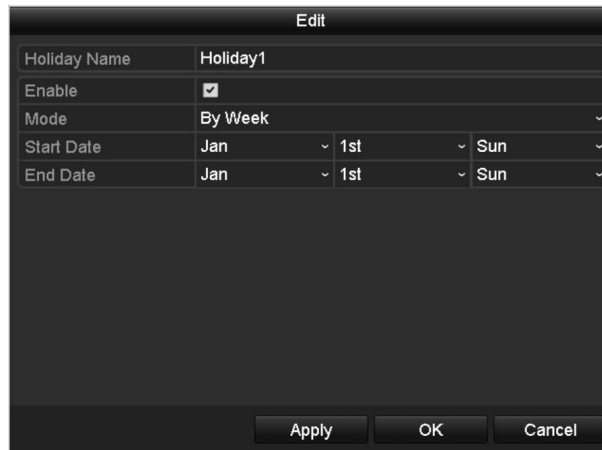 Edit
Holiday Name Holiday1
Enable
Mode By Week
Start Date Jan 1st Sun
End Date Jan 1st Sun
Apply OK Cancel